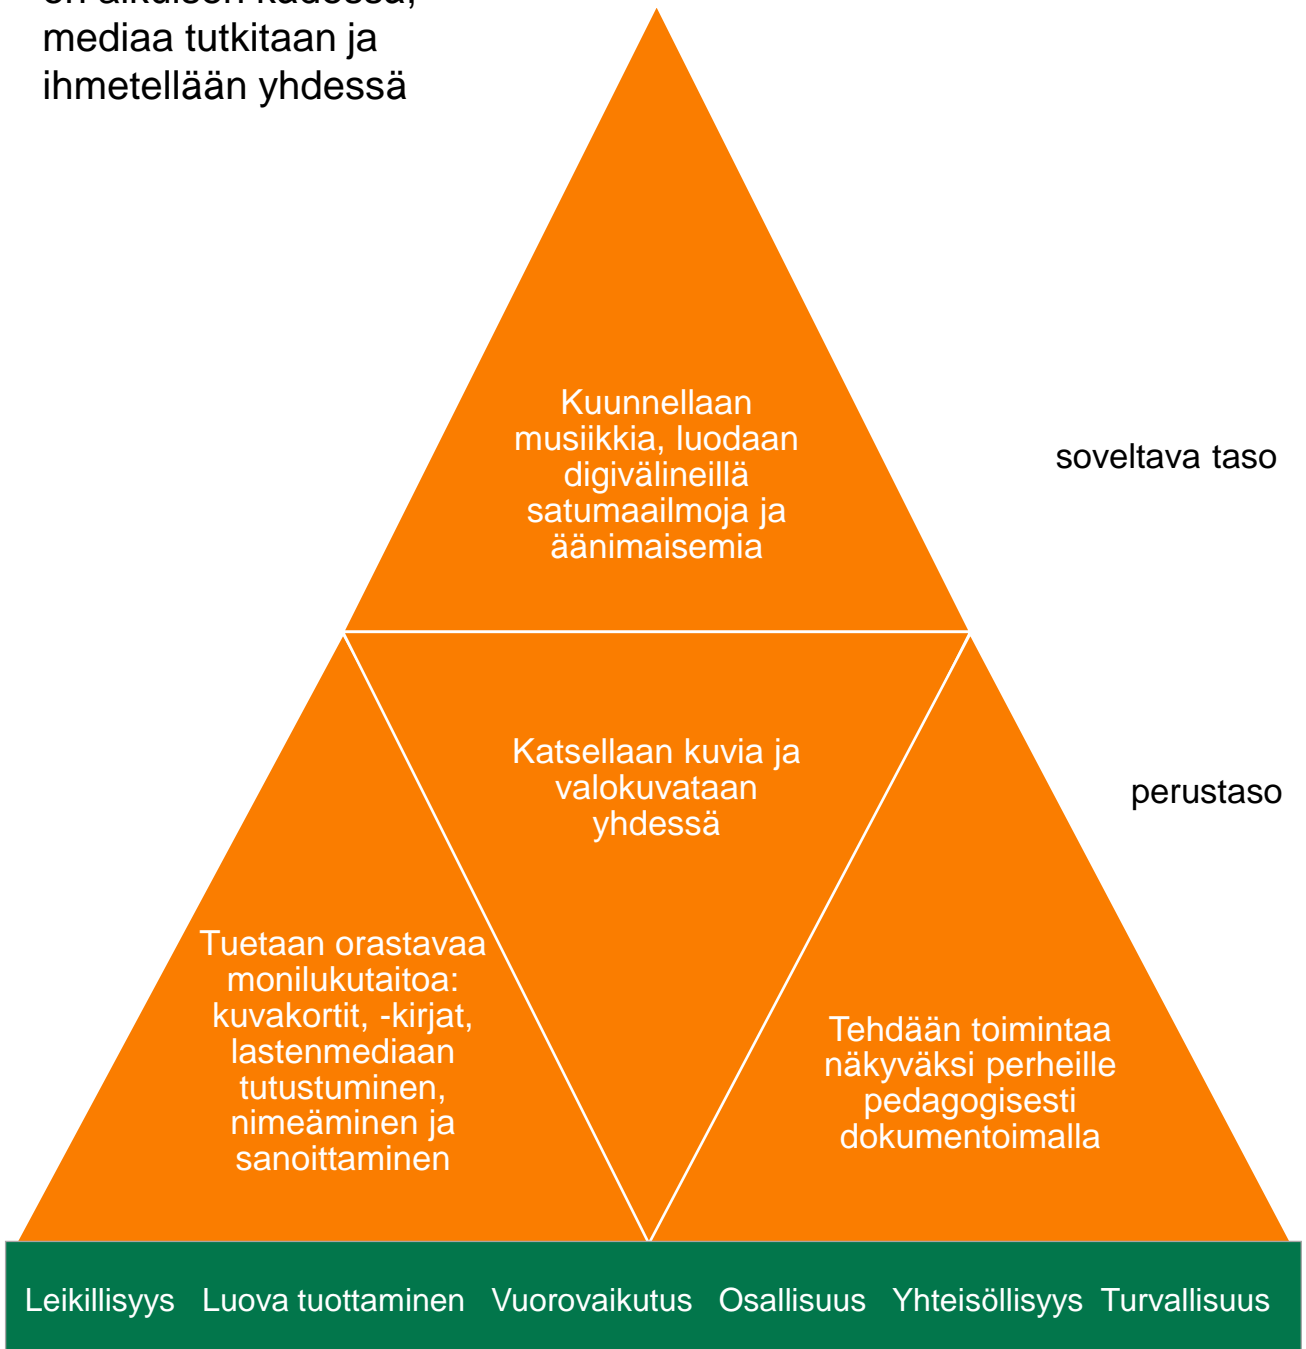 mediaa tutkitaan ja
ihmetellään yhdessä
Kuunnellaan
musiikkia, luodaan
digivälineillä
satumaailmoja ja
äänimaisemia
soveltava taso
Katsellaan kuvia ja
valokuvataan
yhdessä
perustaso
Tuetaan orastavaa
monilukutaitoa:
kuvakortit, -kirjat,
lastenmediaan
tutustuminen,
nimeäminen ja
sanoittaminen
Tehdään toimintaa
näkyväksi perheille
pedagogisesti
dokumentoimalla
Leikillisyys Luova tuottaminen Vuorovaikutus Osallisuus Yhteisöllisyys Turvallisuus